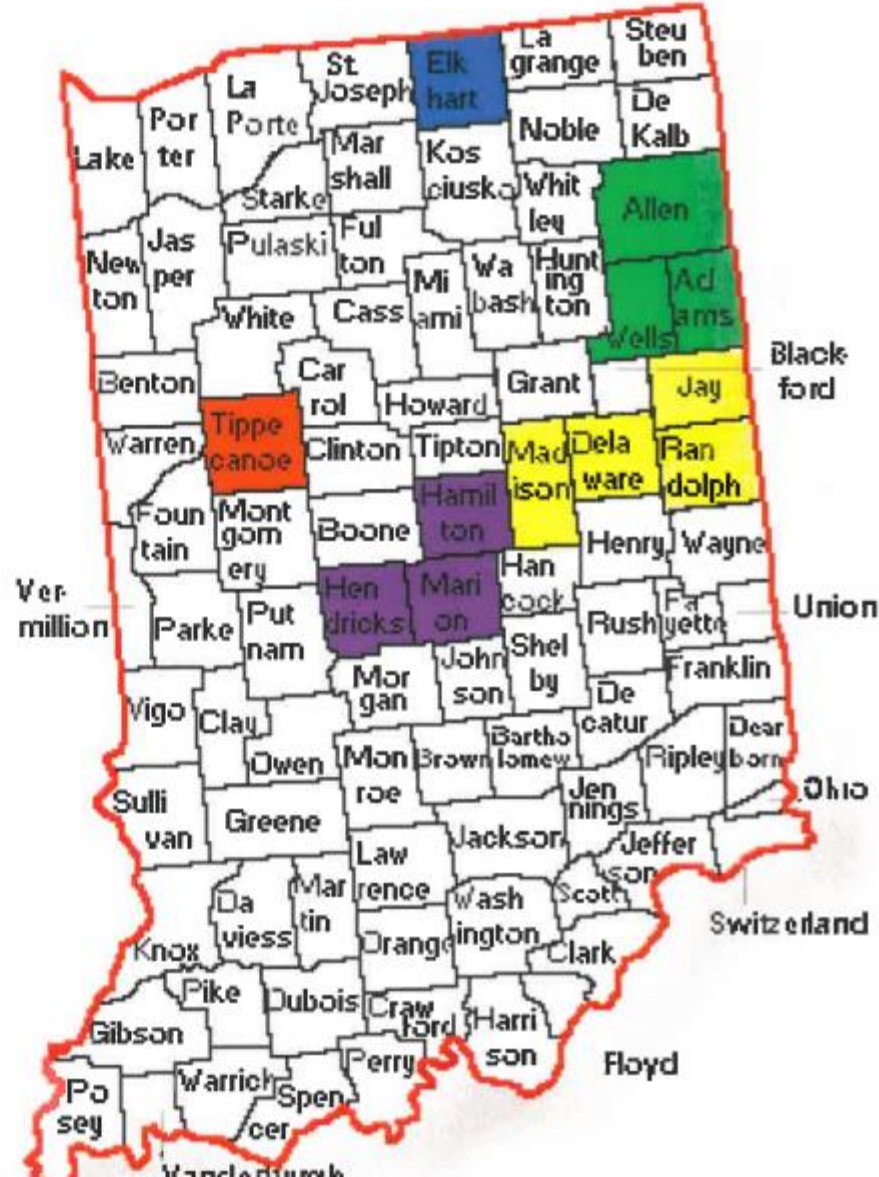 Steu
ben
La
grange
Elk
hart
St
Joseph
La
Porte
Por
ter
Lake
De
Kalb
Noble
Mar
shall
Kos
ciusko
Starke
Whit
ley
Allen
Jas
per
Pulaski
Ful
ton
New
ton
Mi
ami
Wa
bash
Hunt
ing
ton
Ad
ams
Wells
White
Cass
Black-
ford
Benton
Car
rol
Howard
Grant
Jay
Warren
Tippe
canoe
Clinton
Tipton
Mad
ison
Dela
ware
Ran
dolph
Foun
tain
Mont
gom
ery
Boone
Hamil
ton
Henry
Wayne
Ver-
million
Parke
Put
nam
Hen
dricks
Mari
on
Han
cock
Rush
Fa
yette
Union
Shel
by
John
son
Mor
gan
Franklin
Vigo
Clay
Owen
Mon
roe
Brown
Bartho
lomew
De
catur
Ripley
Dear
born
Ohio
Sulli
van
Greene
Jackson
Jen
nings
Jeffer
son
Law
rence
Scott
Switzerland
Knox
Da
viess
Mar
tin
Orange
Wash
ington
Clark
Pike
Dubois
Craw
ford
Harri
son
Floyd
Gibson
Perry
Po
sey
Warrick
Spen
cer
Vanderburgh